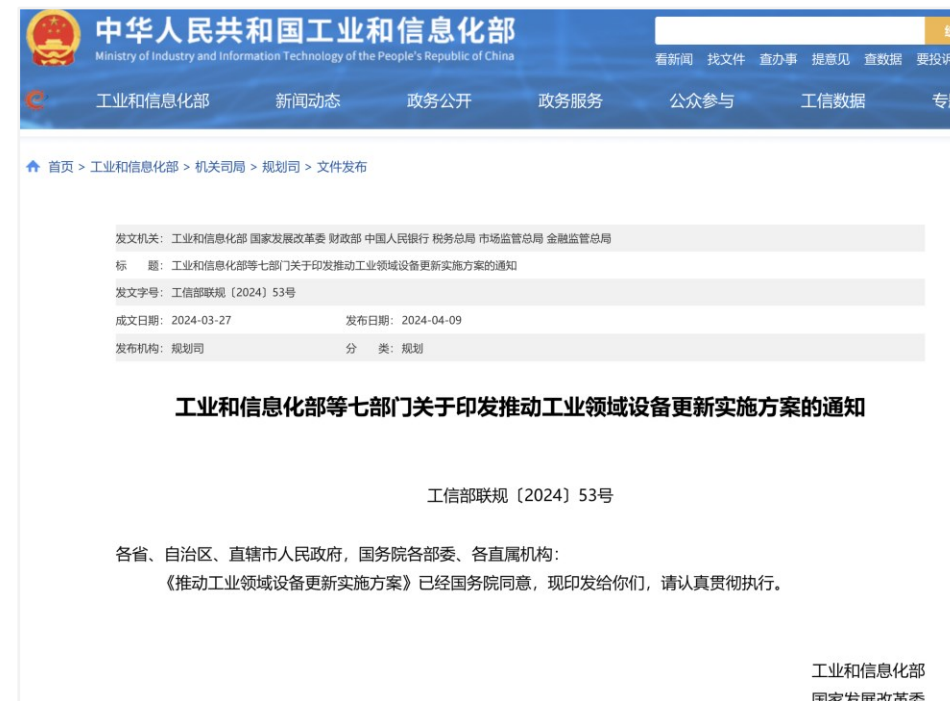 中华人民共和国工业和信息化部
Ministry of Industry and Information Technology of the People's Republic of China
看新闻 找文件 查办事 提意见 查数据 要投诉
工业和信息化部 新闻动态 政务公开 政务服务 公众参与 工信数据 专
首页 > 工业和信息化部 > 机关司局 > 规划司 > 文件发布
发文机关： 工业和信息化部 国家发展改革委 财政部 中国人民银行 税务总局 市场监管总局 金融监管总局
标 题： 工业和信息化部等七部门关于印发推动工业领域设备更新实施方案的通知
发文字号： 工信部联规〔2024〕53号
成文日期： 2024-03-27 发布日期： 2024-04-09
发布机构： 规划司 分 类： 规划
工业和信息化部等七部门关于印发推动工业领域设备更新实施方案的通知
工信部联规〔2024〕53号
各省、自治区、直辖市人民政府，国务院各部委、各直属机构：
《推动工业领域设备更新实施方案》已经国务院同意，现印发给你们，请认真贯彻执行。
工业和信息化部
国家发展改革委